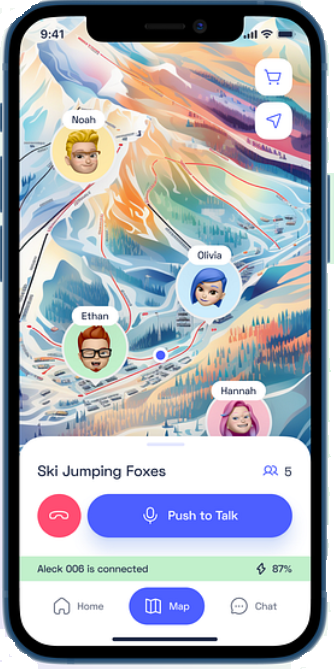 9:41
Noah
Olivia
Ethan
Hannah
Ski Jumping Foxes
5
Push to Talk
Aleck 006 is connected
87%
Home
Map
Chat